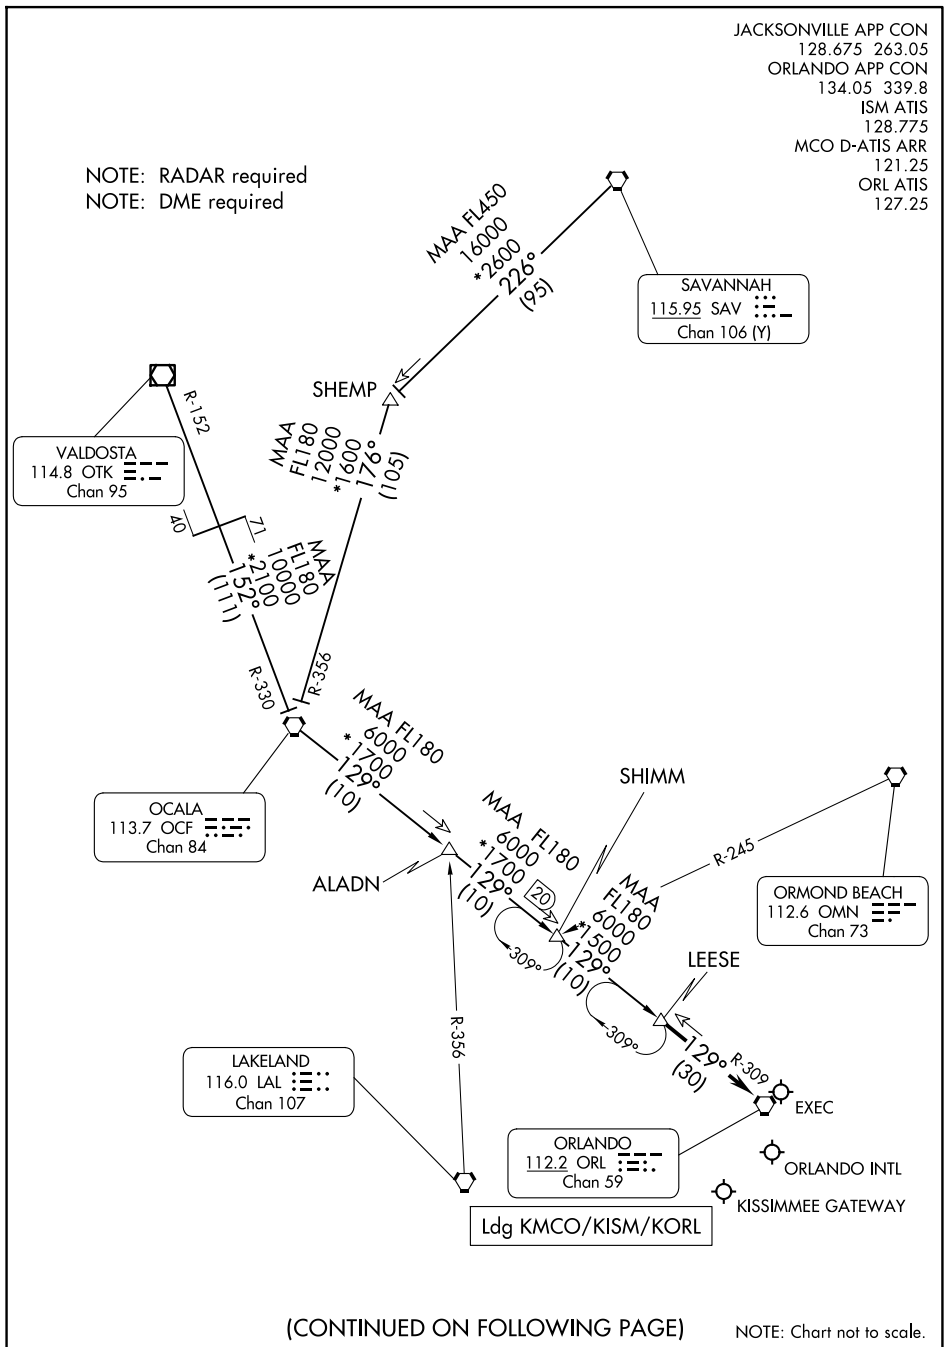 JACKSONVILLE APP CON
128.675 263.05
ORLANDO APP CON
134.05 339.8
ISM ATIS
128.775
MCO D-ATIS ARR
121.25
ORL ATIS
127.25
NOTE: RADAR required
NOTE: DME required
MAA FL450
16000
*2600
226°
(95)
SAVANNAH
115.95 SAV
Chan 106 (Y)
SHEMP
R-152
VALDOSTA
114.8 OTK
Chan 95
MAA
FL180
12000
*1600
176°
(105)
40
71
MAA
FL180
10000
*2100
152°
(111)
R-330
R-356
MAA FL180
6000
*1700
129°
(10)
OCALA
113.7 OCF
Chan 84
ALADN
MAA FL180
6000
*1700
129°
(10)
20
SHIMM
R-245
ORMOND BEACH
112.6 OMN
Chan 73
309°
MAA
FL180
6000
*1500
129°
(10)
LEESE
309°
R-356
129°
(30)
R-309
LAKELAND
116.0 LAL
Chan 107
EXEC
ORLANDO
112.2 ORL
Chan 59
ORLANDO INTL
KISSIMMEE GATEWAY
Ldg KMCO/KISM/KORL
(CONTINUED ON FOLLOWING PAGE)
NOTE: Chart not to scale.